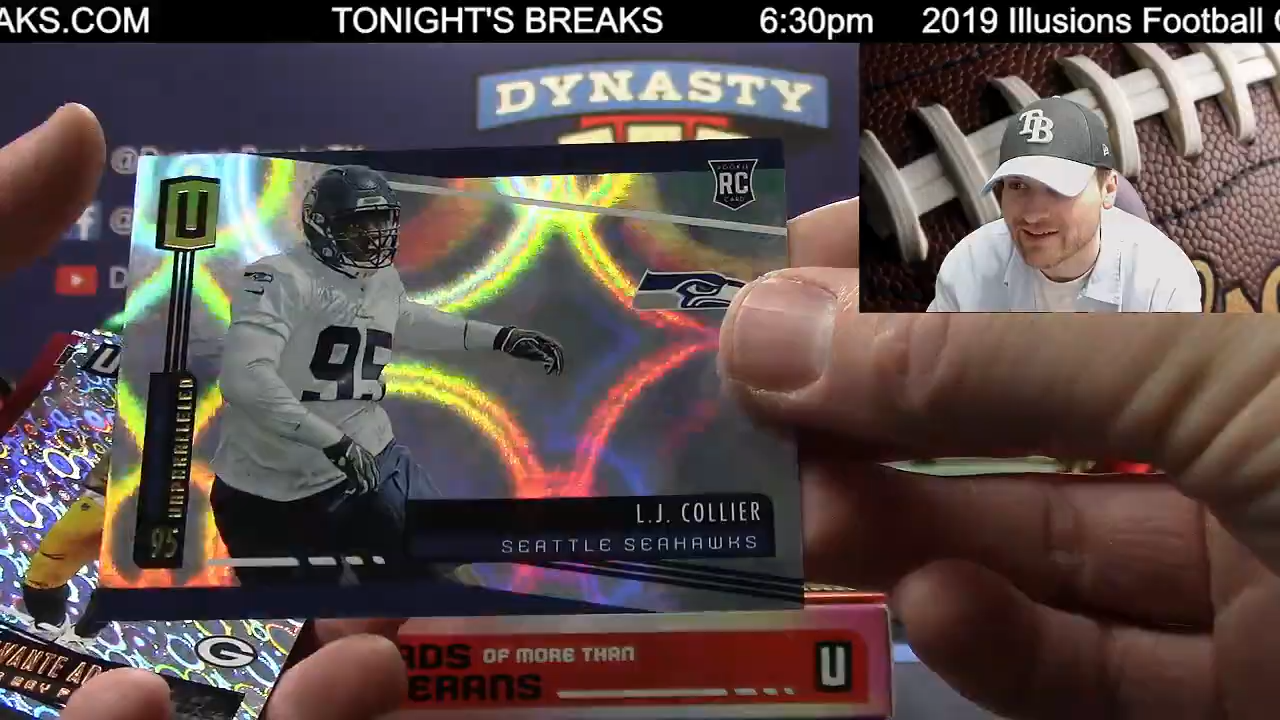 AKS.COM TONIGHT'S BREAKS 6:30pm 2019 Illusions Football
DYNASTY
TB
U
ROOKIE
RC
CARD
95
UNPARALLELED
95
L.J. COLLIER
SEATTLE SEAHAWKS
G
OF MORE THAN
U